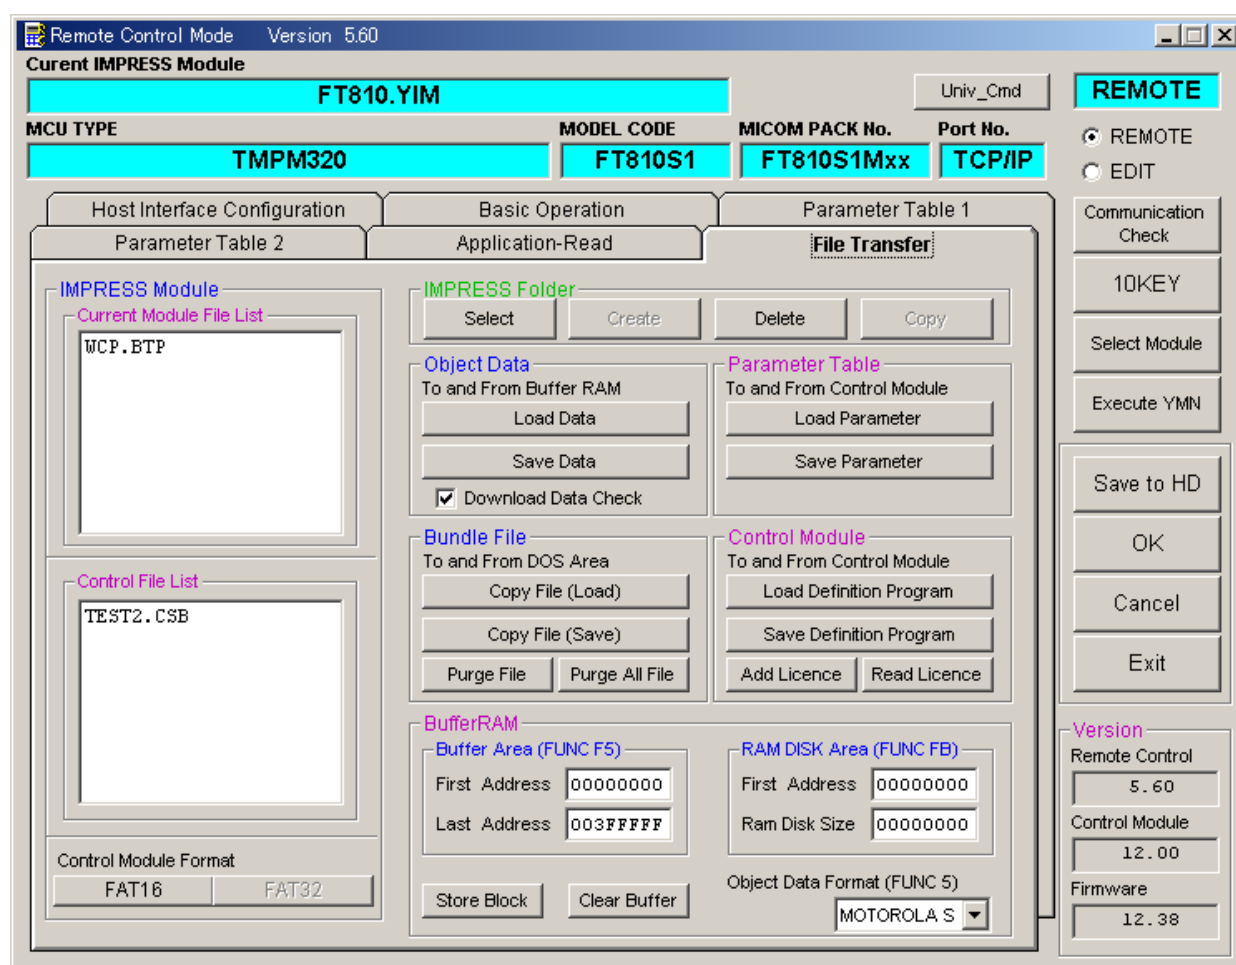 Remote Control Mode Version 5.60
Curent IMPRESS Module
FT810.YIM
Univ_Cmd
REMOTE
MCU TYPE
MODEL CODE
MICOM PACK No.
Port No.
TMPM320
FT810S1
FT810S1Mxx
TCP/IP
REMOTE
EDIT
Host Interface Configuration
Basic Operation
Parameter Table 1
Parameter Table 2
Application-Read
File Transfer
IMPRESS Module
Current Module File List
WCP.BTP
Control File List
TEST2.CSB
Control Module Format
FAT16
FAT32
IMPRESS Folder
Select
Create
Delete
Copy
Object Data
To and From Buffer RAM
Load Data
Save Data
Download Data Check
Parameter Table
To and From Control Module
Load Parameter
Save Parameter
Bundle File
To and From DOS Area
Copy File (Load)
Copy File (Save)
Purge File
Purge All File
Control Module
To and From Control Module
Load Definition Program
Save Definition Program
Add Licence
Read Licence
BufferRAM
Buffer Area (FUNC F5)
First Address 00000000
Last Address 003FFFFF
RAM DISK Area (FUNC FB)
First Address 00000000
Ram Disk Size 00000000
Store Block
Clear Buffer
Object Data Format (FUNC 5)
MOTOROLA S
Communication
Check
10KEY
Select Module
Execute YMN
Save to HD
OK
Cancel
Exit
Version
Remote Control
5.60
Control Module
12.00
Firmware
12.38